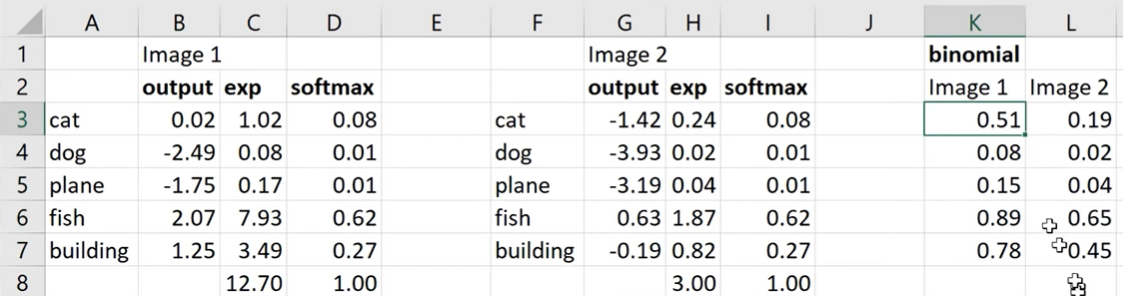 A B C D E F G H I J K L
1 Image 1 Image 2 binomial
2 output exp softmax output exp softmax Image 1 Image 2
3 cat 0.02 1.02 0.08 cat -1.42 0.24 0.08 0.51 0.19
4 dog -2.49 0.08 0.01 dog -3.93 0.02 0.01 0.08 0.02
5 plane -1.75 0.17 0.01 plane -3.19 0.04 0.01 0.15 0.04
6 fish 2.07 7.93 0.62 fish 0.63 1.87 0.62 0.89 0.65
7 building 1.25 3.49 0.27 building -0.19 0.82 0.27 0.78 0.45
8 12.70 1.00 3.00 1.00